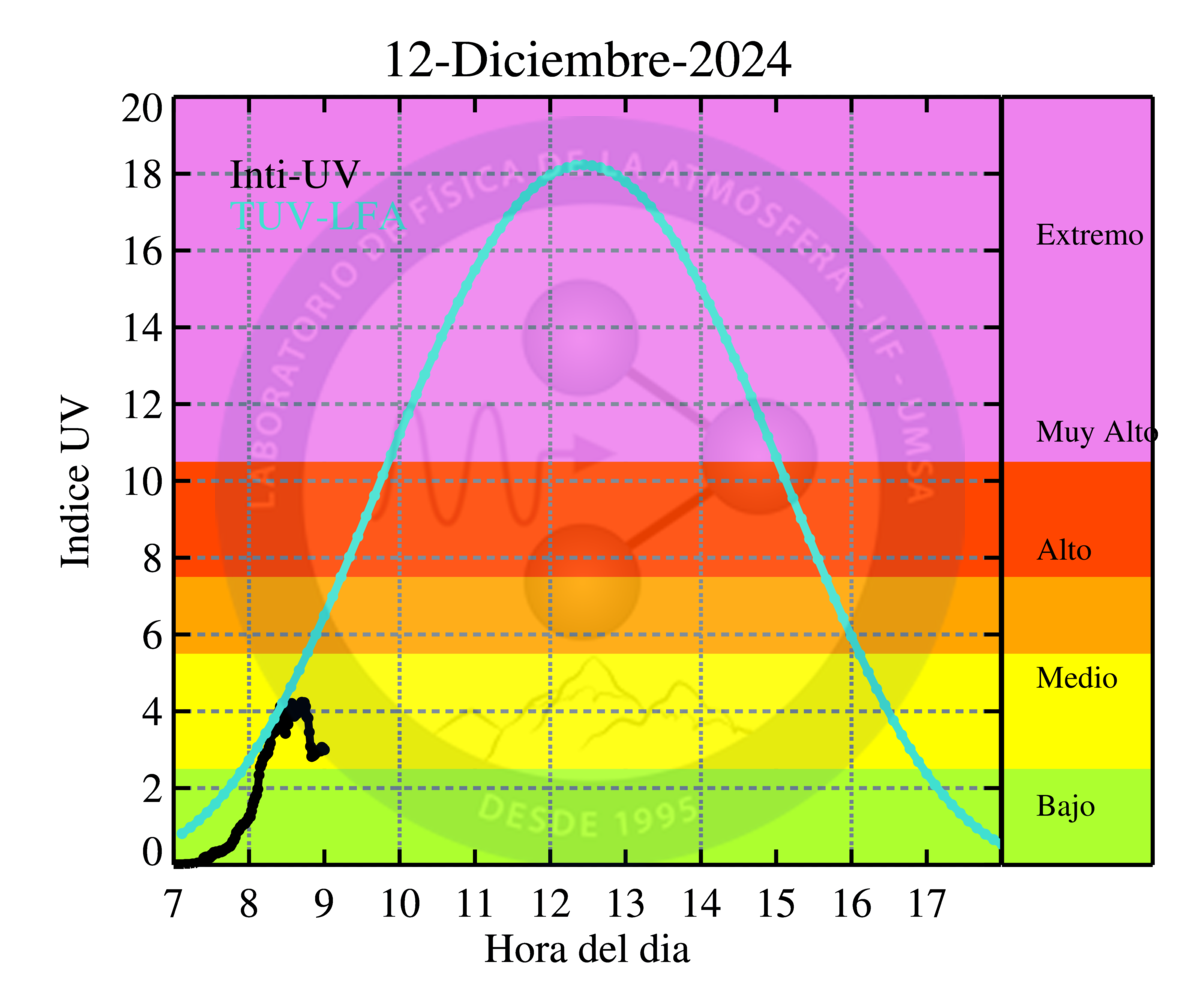 12-Diciembre-2024
Indice UV
20
18
16
14
12
10
8
6
4
2
0
Inti-UV
TUV-LFA
LABORATORIO DE FÍSICA DE LA ATMÓSFERA - IIF - UMSA
DESDE 1995
Extremo
Muy Alto
Alto
Medio
Bajo
7 8 9 10 11 12 13 14 15 16 17
Hora del dia